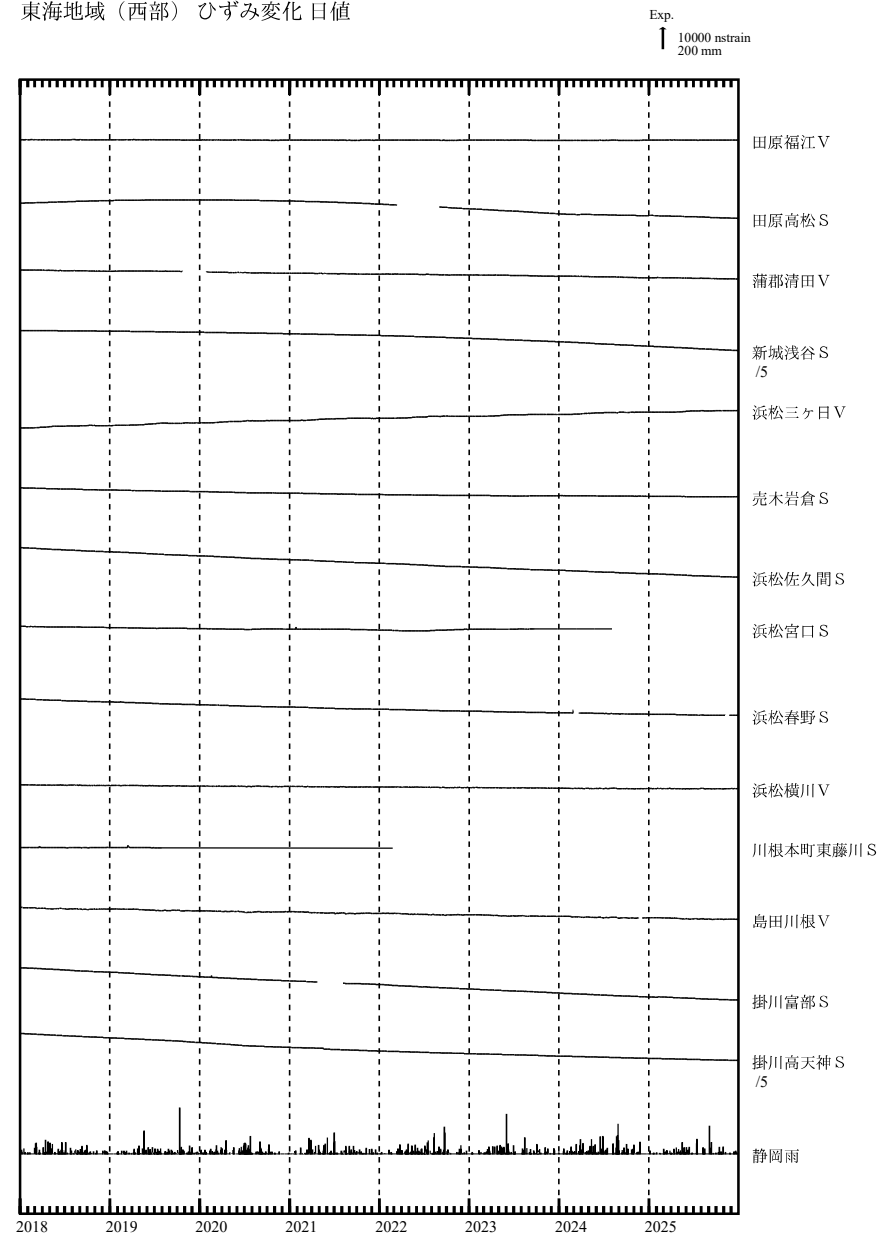 東海地域（西部） ひずみ変化 日値
Exp.
10000 nstrain
200 mm
田原福江Ｖ
田原高松Ｓ
蒲郡清田Ｖ
新城浅谷Ｓ
/5
浜松三ヶ日Ｖ
売木岩倉Ｓ
浜松佐久間Ｓ
浜松宮口Ｓ
浜松春野Ｓ
浜松横川Ｖ
川根本町東藤川Ｓ
島田川根Ｖ
掛川富部Ｓ
掛川高天神Ｓ
/5
静岡雨
2018 2019 2020 2021 2022 2023 2024 2025